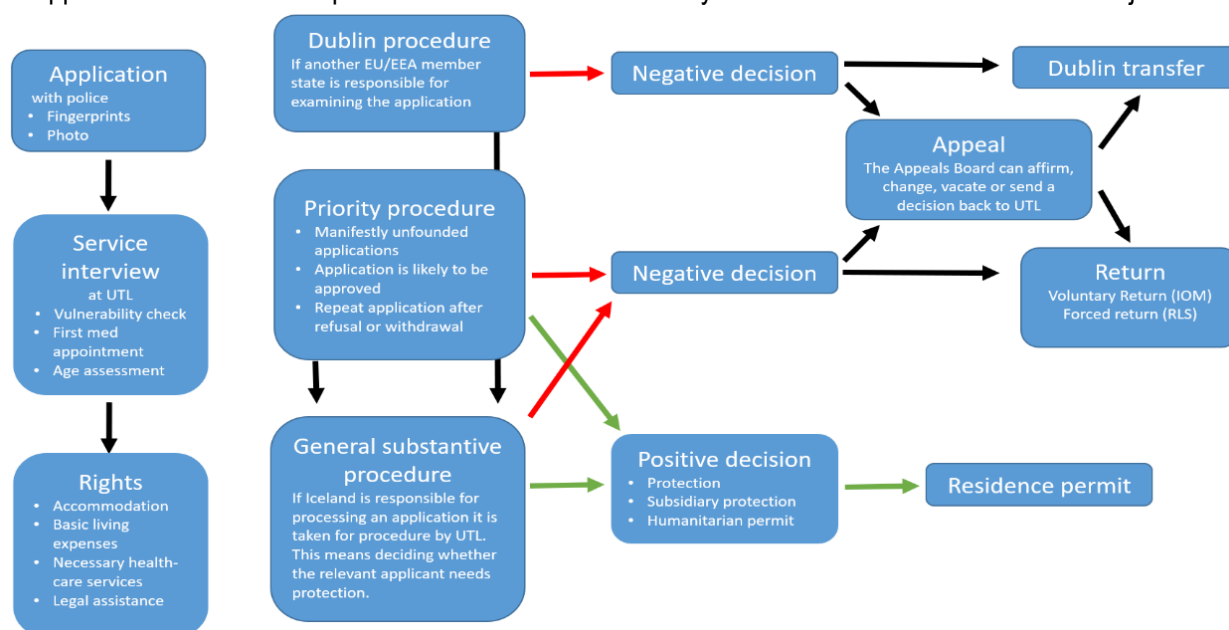 Application
with police
• Fingerprints
• Photo
Service
interview
at UTL
• Vulnerability check
• First med
appointment
• Age assessment
Rights
• Accommodation
• Basic living
expenses
• Necessary health-
care services
• Legal assistance
Dublin procedure
If another EU/EEA member
state is responsible for
examining the application
Priority procedure
• Manifestly unfounded
applications
• Application is likely to be
approved
• Repeat application after
refusal or withdrawal
General substantive
procedure
If Iceland is responsible for
processing an application it is
taken for procedure by UTL.
This means deciding whether
the relevant applicant needs
protection.
Negative decision
Negative decision
Positive decision
• Protection
• Subsidiary protection
• Humanitarian permit
Appeal
The Appeals Board can affirm,
change, vacate or send a
decision back to UTL
Dublin transfer
Return
Voluntary Return (IOM)
Forced return (RLS)
Residence permit